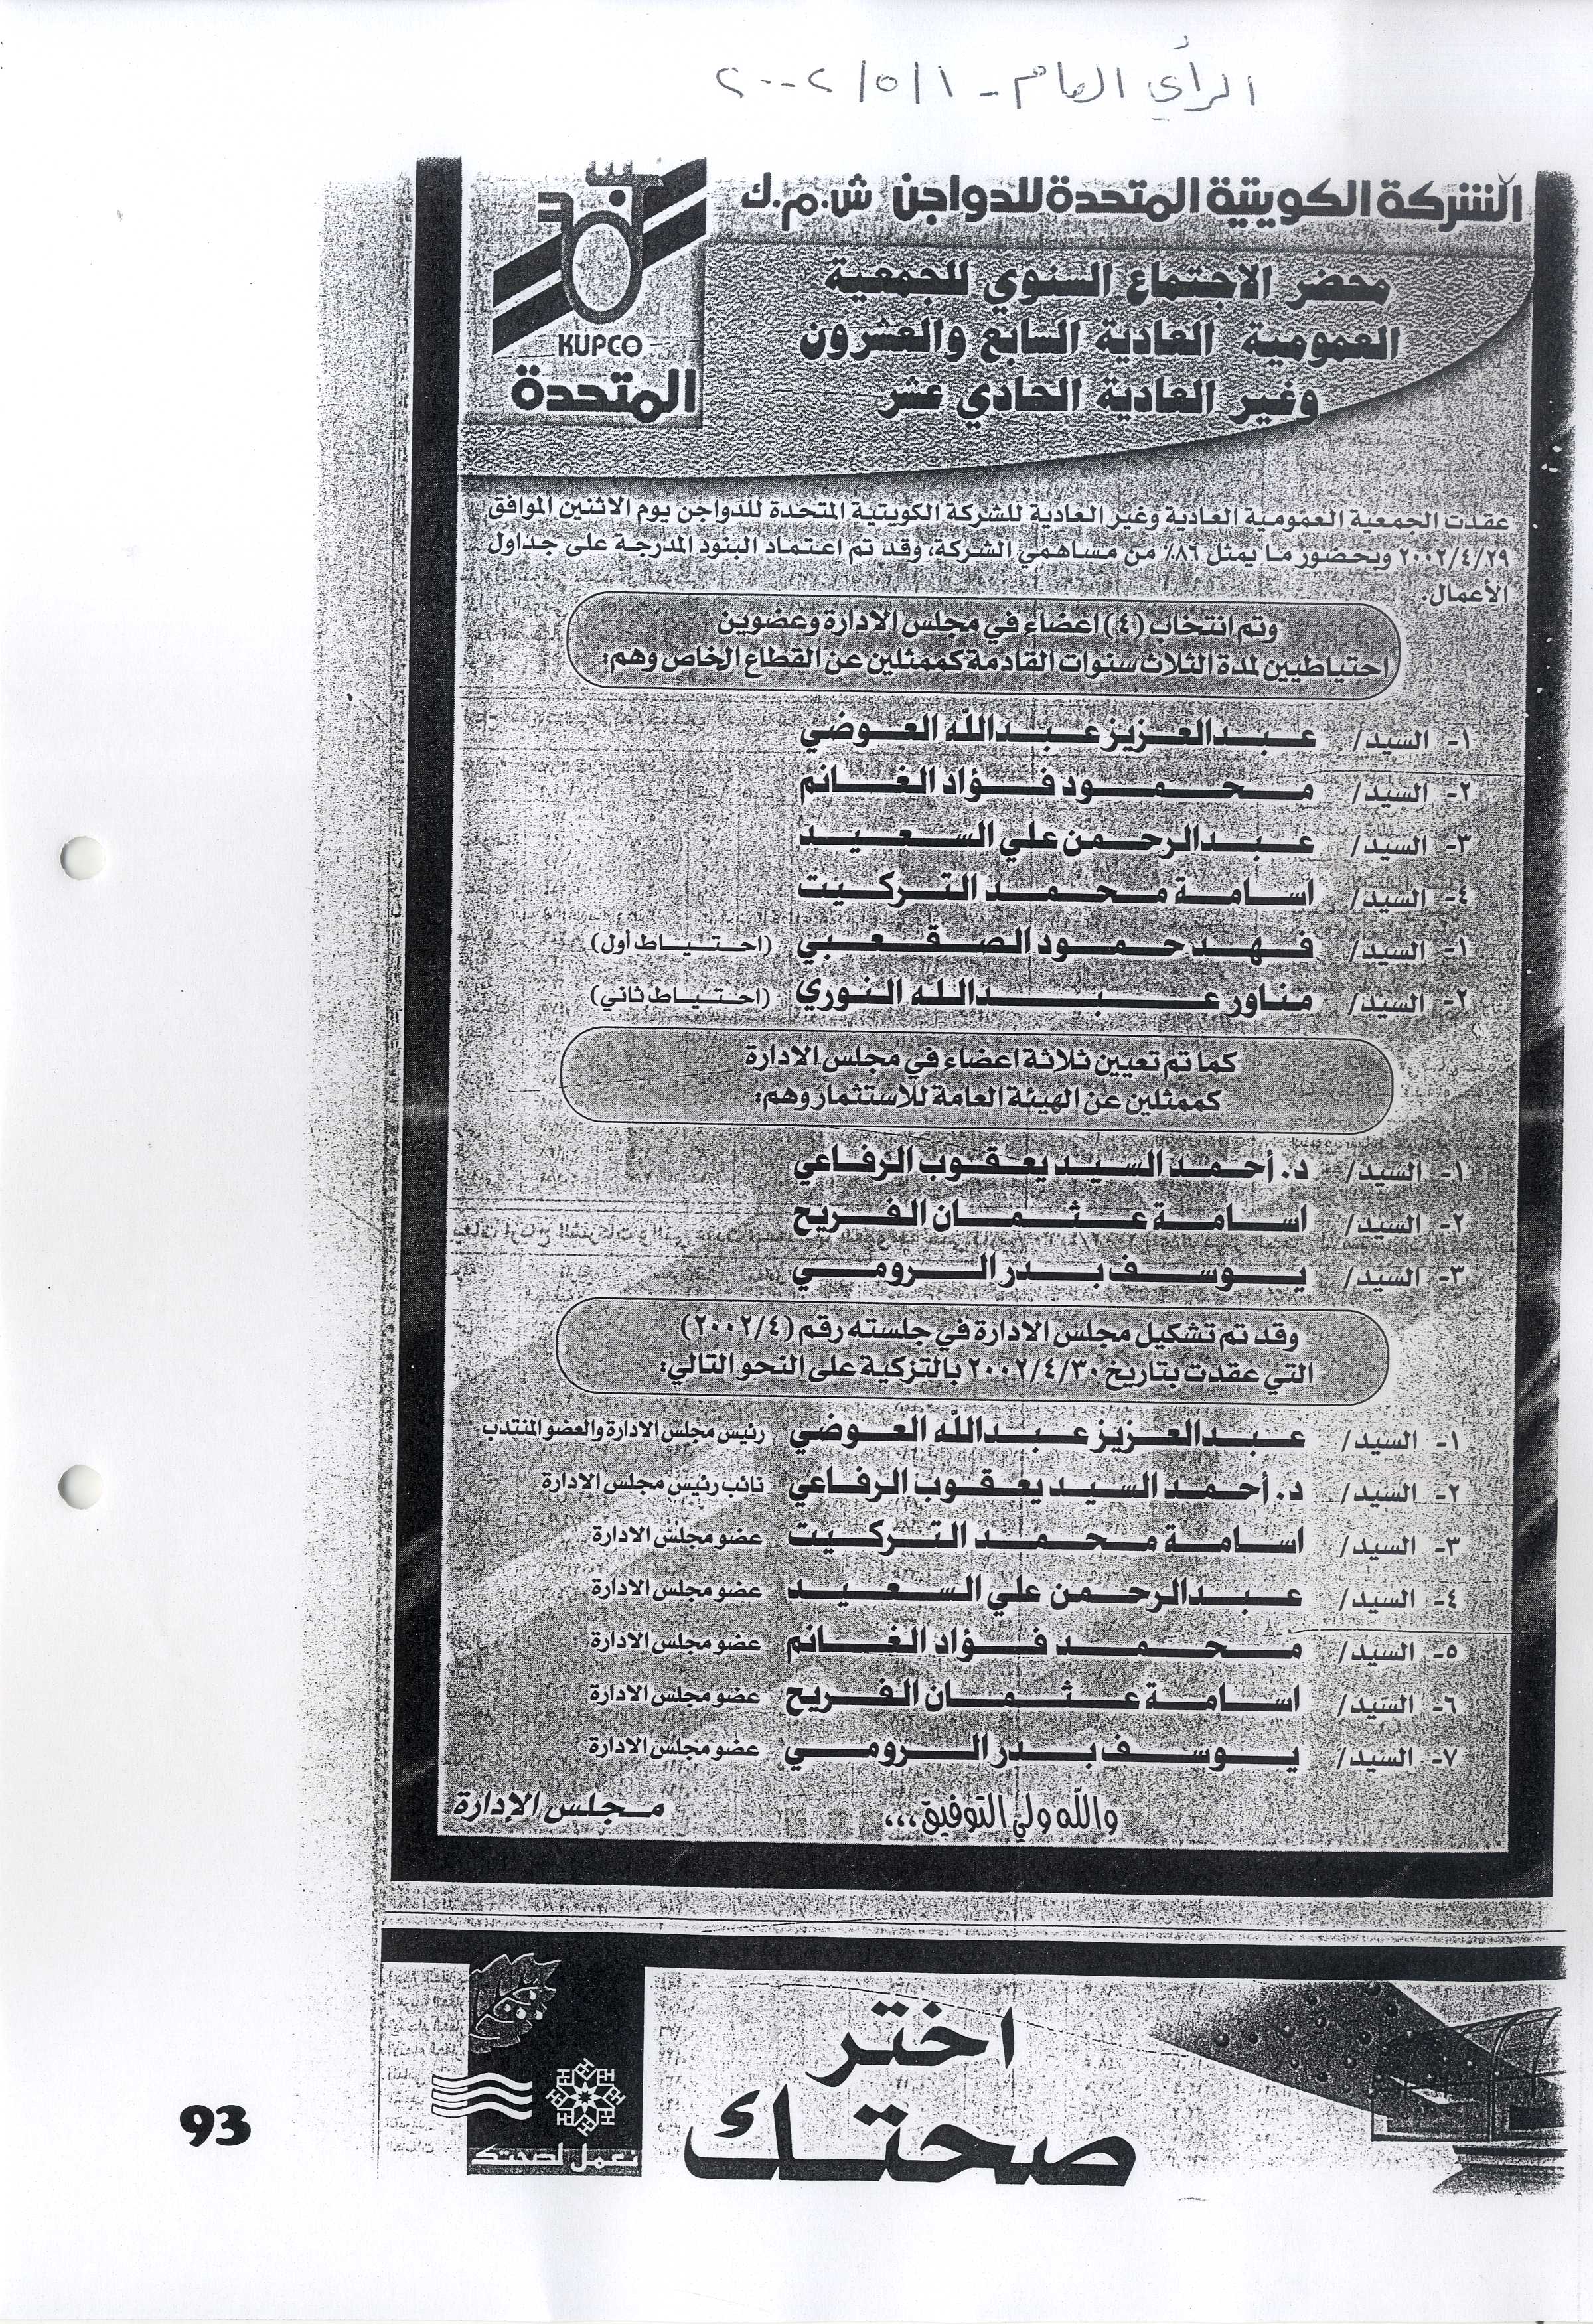 الرأي العام - ٢٠٠٢/٥/١
الشركة الكويتية المتحدة للدواجن ش.م.ك
محضر الاجتماع السنوي للجمعية
العمومية العادية السابع والعشرون
وغير العادية الحادي عشر
KUPCO
المتحدة
عقدت الجمعية العمومية العادية وغير العادية للشركة الكويتية المتحدة للدواجن يوم الاثنين الموافق
٢٠٠٢/٤/٢٩ وبحضور ما يمثل ٨٦٪ من مساهمي الشركة، وقد تم اعتماد البنود المدرجة على جداول
الأعمال.
وتم انتخاب (٤) اعضاء في مجلس الادارة وعضوين
احتياطيين لمدة الثلاث سنوات القادمة كممثلين عن القطاع الخاص وهم:
١- السيد/ عبدالعزيز عبدالله العوضي
٢- السيد/ محمود فؤاد الغانم
٣- السيد/ عبدالرحمن علي السعيد
٤- السيد/ اسامة محمد التركيت
١- السيد/ فهد حمود الصقعبي (احتياط أول)
٢- السيد/ مناور عبدالله النوري (احتياط ثاني)
كما تم تعيين ثلاثة اعضاء في مجلس الادارة
كممثلين عن الهيئة العامة للاستثمار وهم:
١- السيد/ د. أحمد السيد يعقوب الرفاعي
٢- السيد/ اسامة عثمان الفريح
٣- السيد/ يوسف بدر الرومي
وقد تم تشكيل مجلس الادارة في جلسته رقم (٢٠٠٢/٤)
التي عقدت بتاريخ ٢٠٠٢/٤/٣٠ بالتزكية على النحو التالي:
١- السيد/ عبدالعزيز عبدالله العوضي رئيس مجلس الادارة والعضو المنتدب
٢- السيد/ د. أحمد السيد يعقوب الرفاعي نائب رئيس مجلس الادارة
٣- السيد/ اسامة محمد التركيت عضو مجلس الادارة
٤- السيد/ عبدالرحمن علي السعيد عضو مجلس الادارة
٥- السيد/ محمد فؤاد الغانم عضو مجلس الادارة
٦- السيد/ اسامة عثمان الفريح عضو مجلس الادارة
٧- السيد/ يوسف بدر الرومي عضو مجلس الادارة
والله ولي التوفيق،،،
مجلس الإدارة
اختر
صحتك
نعمل لصحتك
93